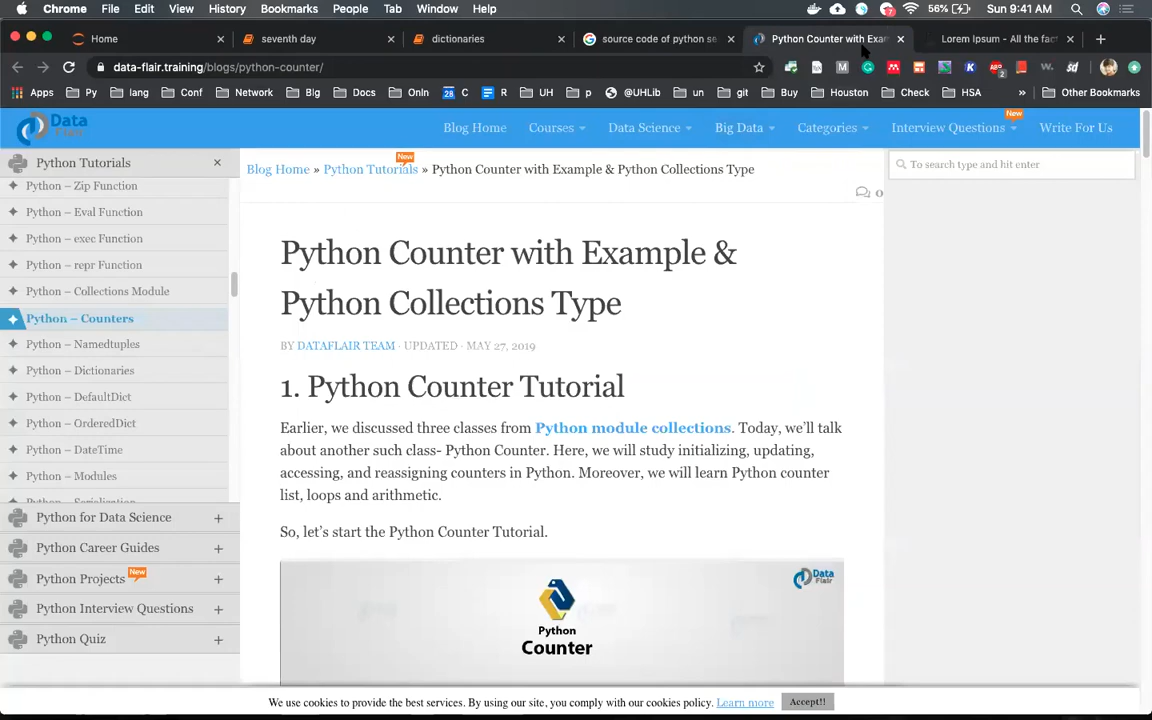 Chrome File Edit View History Bookmarks People Tab Window Help 7 56% Sun 9:41 AM
Home seventh day dictionaries source code of python se Python Counter with Exam Lorem Ipsum - All the fact
data-flair.training/blogs/python-counter/
Apps Py lang Conf Network BIg Docs OnIn 28 C R UH p @UHLib un git Buy Houston Check HSA » Other Bookmarks
Data Flair Blog Home Courses Data Science Big Data Categories Interview Questions New Write For Us
Python Tutorials
Python – Zip Function
Python – Eval Function
Python – exec Function
Python – repr Function
Python – Collections Module
Python – Counters
Python – Namedtuples
Python – Dictionaries
Python – DefaultDict
Python – OrderedDict
Python – DateTime
Python – Modules
Python – Serialization
Python for Data Science +
Python Career Guides +
Python Projects New +
Python Interview Questions +
Python Quiz +
New
Blog Home » Python Tutorials » Python Counter with Example & Python Collections Type
0
To search type and hit enter
Python Counter with Example &
Python Collections Type
BY DATAFLAIR TEAM · UPDATED · MAY 27, 2019
1. Python Counter Tutorial
Earlier, we discussed three classes from Python module collections. Today, we'll talk
about another such class- Python Counter. Here, we will study initializing, updating,
accessing, and reassigning counters in Python. Moreover, we will learn Python counter
list, loops and arithmetic.
So, let's start the Python Counter Tutorial.
Data Flair
Python
Counter
We use cookies to provide the best services. By using our site, you comply with our cookies policy. Learn more Accept!!